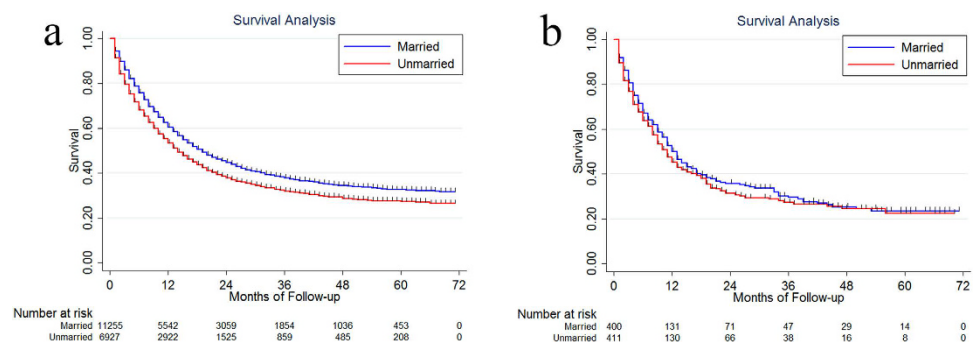 a
Survival Analysis
Married
Unmarried
Survival
1.00
0.80
0.60
0.40
0.20
0.00
0 12 24 36 48 60 72
Months of Follow-up
Number at risk
Married 11255 5542 3059 1854 1036 453 0
Unmarried 6927 2922 1525 859 485 208 0
b
Survival Analysis
Married
Unmarried
Survival
1.00
0.80
0.60
0.40
0.20
0.00
0 12 24 36 48 60 72
Months of Follow-up
Number at risk
Married 400 131 71 47 29 14 0
Unmarried 411 130 66 38 16 8 0